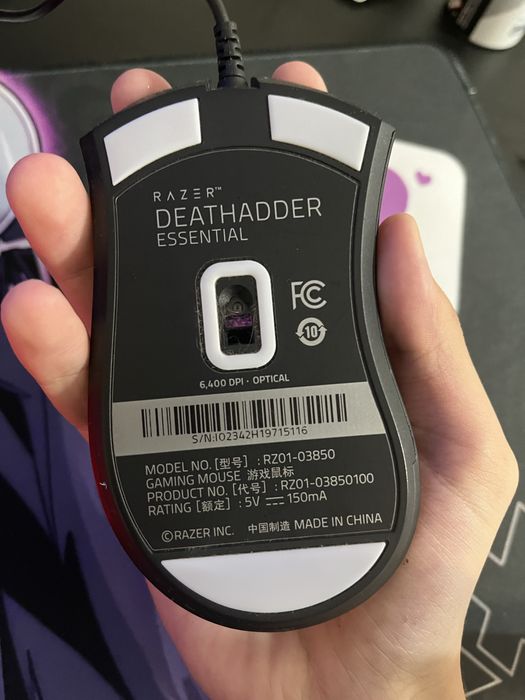 RAZER™
DEATHADDER
ESSENTIAL
FC
10
6,400 DPI · OPTICAL
S/N:IO2342H19715116
MODEL NO. [型号] : RZ01-03850
GAMING MOUSE 游戏鼠标
PRODUCT NO. [代号] : RZ01-03850100
RATING [额定] : 5V ⎓ 150mA
©RAZER INC. 中国制造 MADE IN CHINA